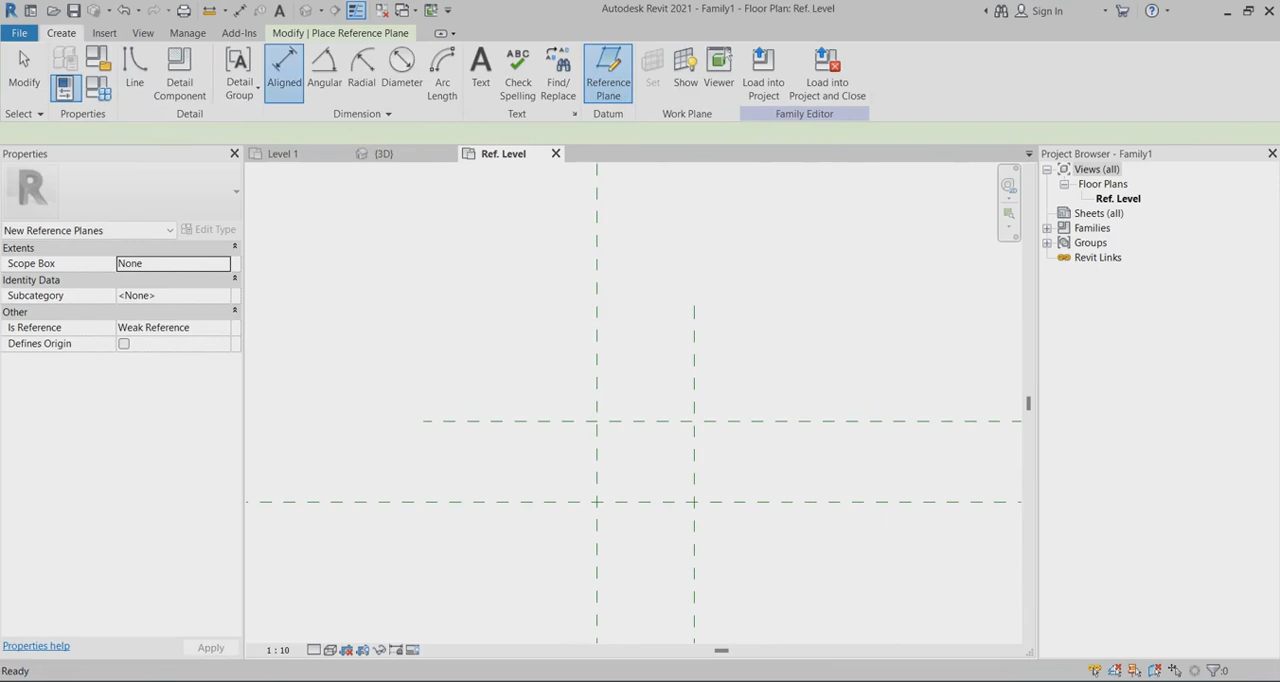 Autodesk Revit 2021 - Family1 - Floor Plan: Ref. Level
Sign In
File
Create
Insert
View
Manage
Add-Ins
Modify | Place Reference Plane
Modify
Line
Detail
Component
Detail
Group
Aligned
Angular
Radial
Diameter
Arc
Length
Text
Check
Spelling
Find/
Replace
Reference
Plane
Set
Show
Viewer
Load into
Project
Load into
Project and Close
Select
Properties
Detail
Dimension
Text
Datum
Work Plane
Family Editor
Properties
Level 1
{3D}
Ref. Level
Project Browser - Family1
New Reference Planes
Edit Type
Extents
Scope Box
None
Identity Data
Subcategory
<None>
Other
Is Reference
Weak Reference
Defines Origin
Views (all)
Floor Plans
Ref. Level
Sheets (all)
Families
Groups
Revit Links
Properties help
Apply
1 : 10
Ready
:0